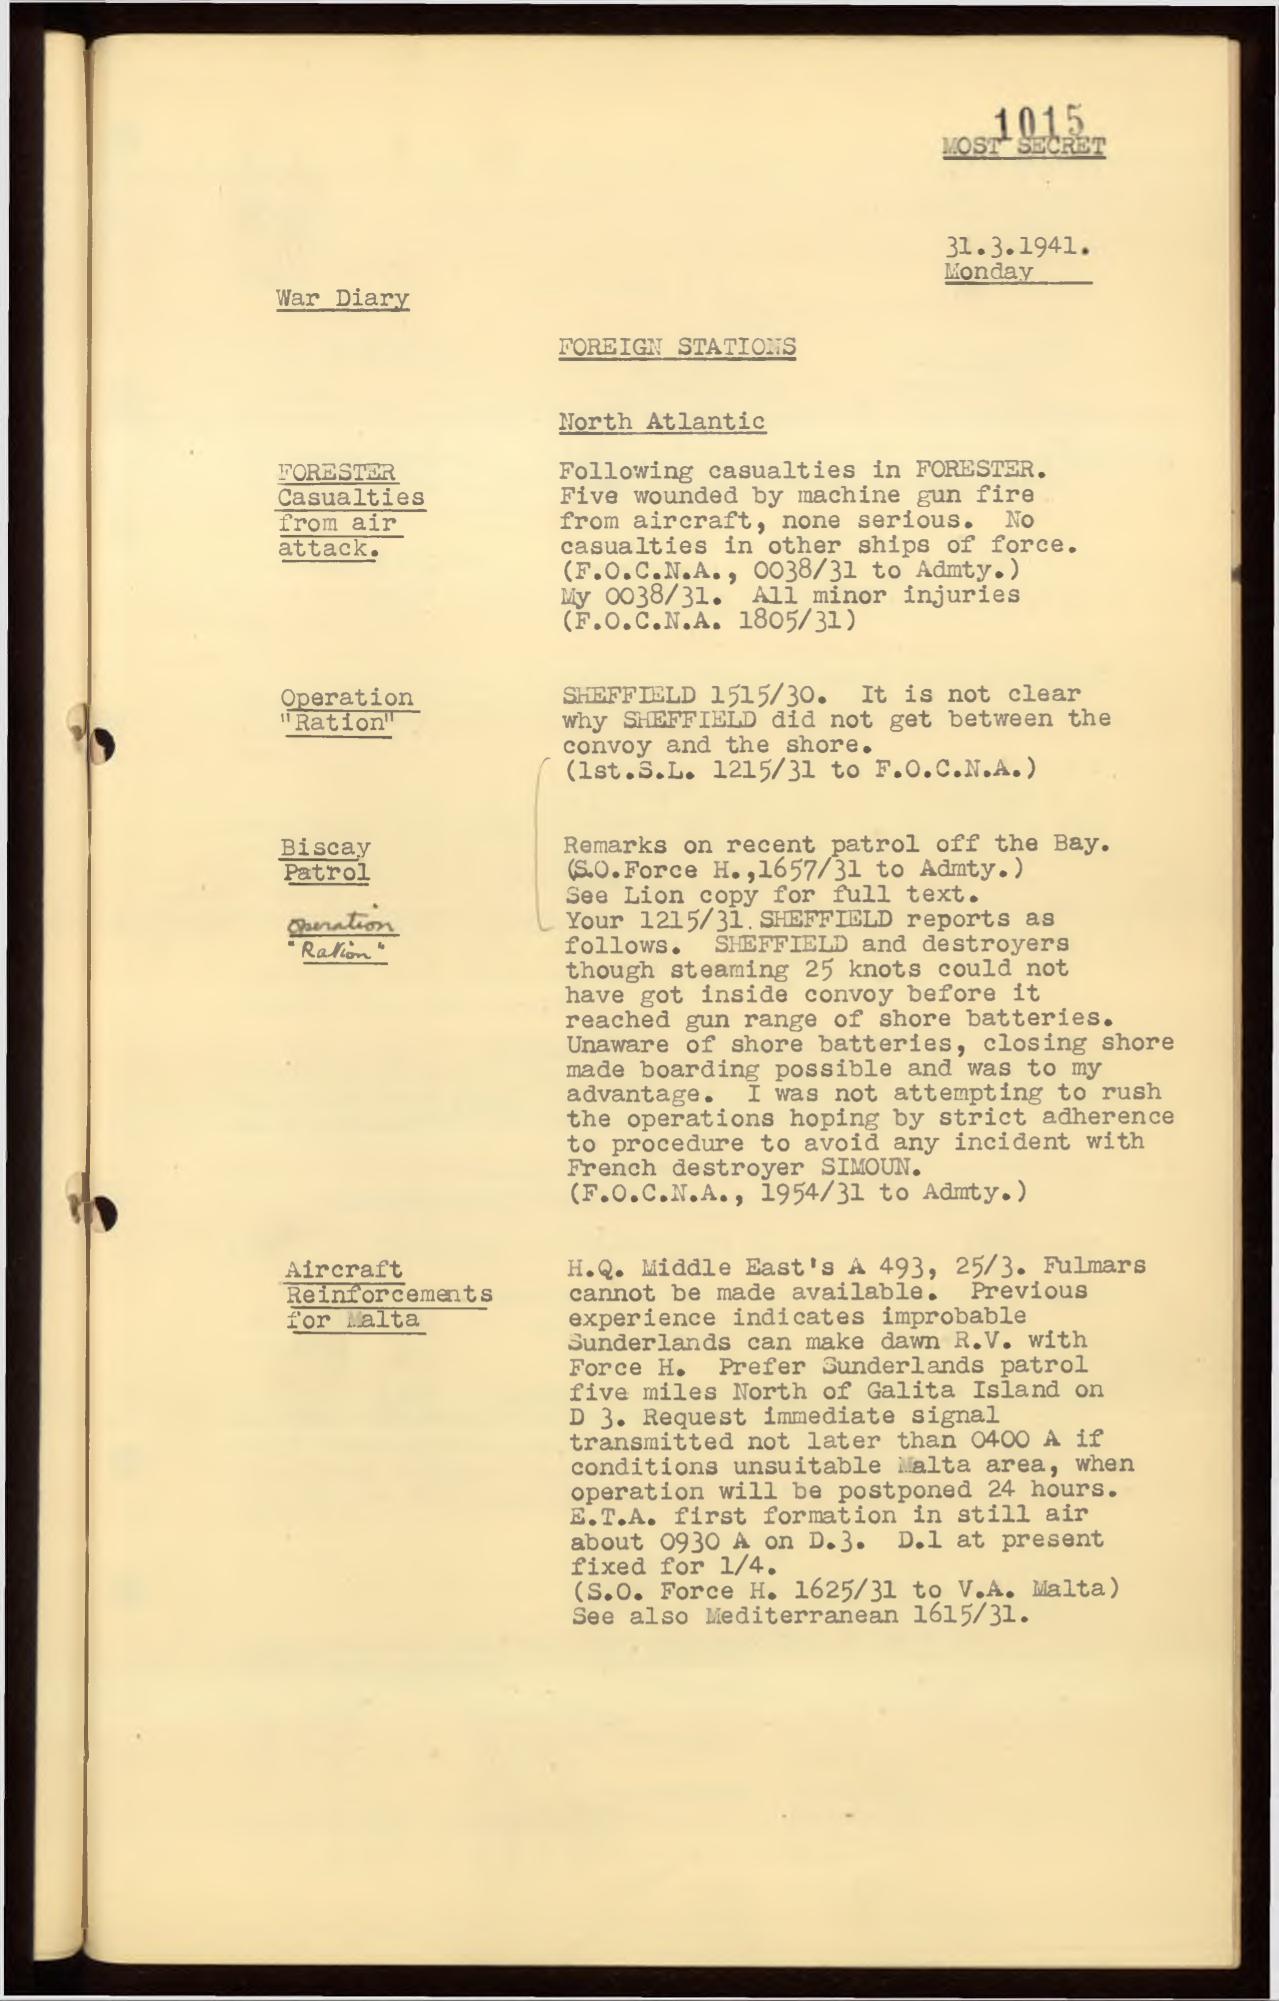 1015
MOST SECRET
31.3.1941.
Monday
War Diary
FOREIGN STATIONS
North Atlantic
FORESTER
Casualties
from air
attack.
Following casualties in FORESTER.
Five wounded by machine gun fire
from aircraft, none serious. No
casualties in other ships of force.
(F.O.C.N.A., 0038/31 to Admty.)
My 0038/31. All minor injuries
(F.O.C.N.A. 1805/31)
Operation
"Ration"
SHEFFIELD 1515/30. It is not clear
why SHEFFIELD did not get between the
convoy and the shore.
(1st.S.L. 1215/31 to F.O.C.N.A.)
Biscay
Patrol
Operation
"Ration"
Remarks on recent patrol off the Bay.
(S.O.Force H.,1657/31 to Admty.)
See Lion copy for full text.
Your 1215/31. SHEFFIELD reports as
follows. SHEFFIELD and destroyers
though steaming 25 knots could not
have got inside convoy before it
reached gun range of shore batteries.
Unaware of shore batteries, closing shore
made boarding possible and was to my
advantage. I was not attempting to rush
the operations hoping by strict adherence
to procedure to avoid any incident with
French destroyer SIMOUN.
(F.O.C.N.A., 1954/31 to Admty.)
Aircraft
Reinforcements
for Malta
H.Q. Middle East's A 493, 25/3. Fulmars
cannot be made available. Previous
experience indicates improbable
Sunderlands can make dawn R.V. with
Force H. Prefer Sunderlands patrol
five miles North of Galita Island on
D 3. Request immediate signal
transmitted not later than 0400 A if
conditions unsuitable Malta area, when
operation will be postponed 24 hours.
E.T.A. first formation in still air
about 0930 A on D.3. D.1 at present
fixed for 1/4.
(S.O. Force H. 1625/31 to V.A. Malta)
See also Mediterranean 1615/31.